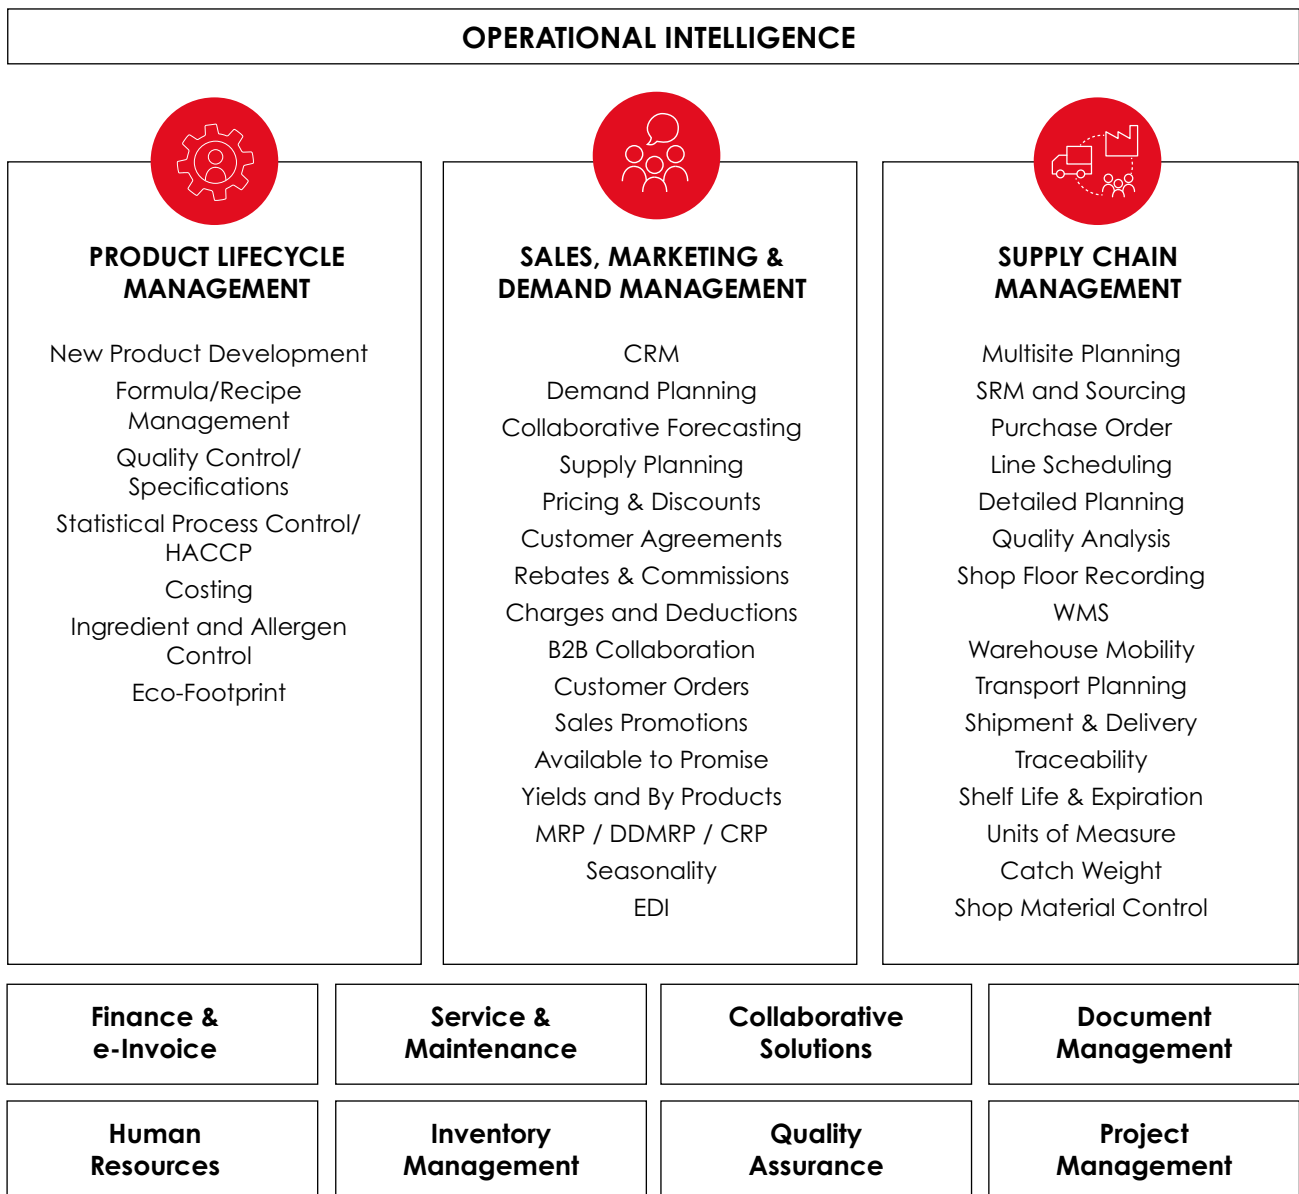 OPERATIONAL INTELLIGENCE
PRODUCT LIFECYCLE
MANAGEMENT
New Product Development
Formula/Recipe
Management
Quality Control/
Specifications
Statistical Process Control/
HACCP
Costing
Ingredient and Allergen
Control
Eco-Footprint
SALES, MARKETING &
DEMAND MANAGEMENT
CRM
Demand Planning
Collaborative Forecasting
Supply Planning
Pricing & Discounts
Customer Agreements
Rebates & Commissions
Charges and Deductions
B2B Collaboration
Customer Orders
Sales Promotions
Available to Promise
Yields and By Products
MRP / DDMRP / CRP
Seasonality
EDI
SUPPLY CHAIN
MANAGEMENT
Multisite Planning
SRM and Sourcing
Purchase Order
Line Scheduling
Detailed Planning
Quality Analysis
Shop Floor Recording
WMS
Warehouse Mobility
Transport Planning
Shipment & Delivery
Traceability
Shelf Life & Expiration
Units of Measure
Catch Weight
Shop Material Control
Finance &
e-Invoice
Service &
Maintenance
Collaborative
Solutions
Document
Management
Human
Resources
Inventory
Management
Quality
Assurance
Project
Management